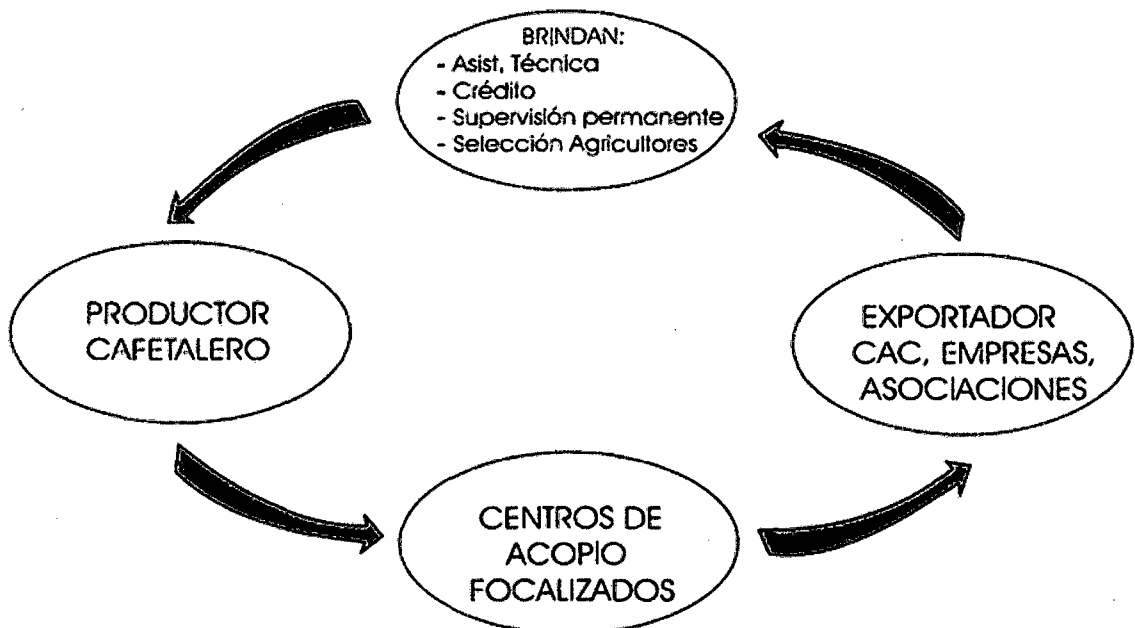 BRINDAN:
- Asist, Técnica
- Crédito
- Supervisión permanente
- Selección Agricultores
PRODUCTOR
CAFETALERO
EXPORTADOR
CAC, EMPRESAS,
ASOCIACIONES
CENTROS DE
ACOPIO
FOCALIZADOS